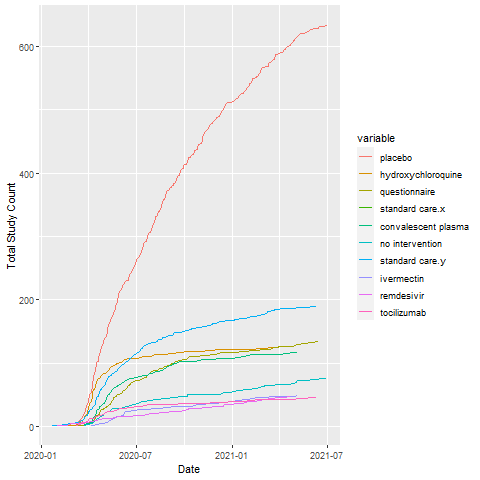 Total Study Count
600
400
200
0
2020-01
2020-07
2021-01
2021-07
Date
variable
placebo
hydroxychloroquine
questionnaire
standard care.x
convalescent plasma
no intervention
standard care.y
ivermectin
remdesivir
tocilizumab